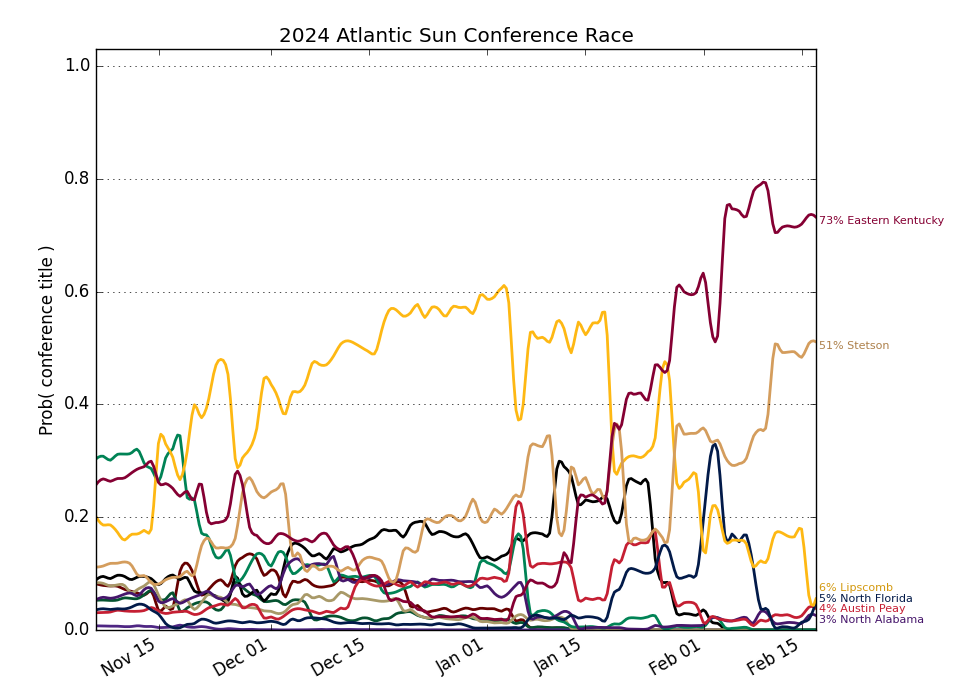 2024 Atlantic Sun Conference Race
Prob( conference title )
1.0
0.8
0.6
0.4
0.2
0.0
Nov 15
Dec 01
Dec 15
Jan 01
Jan 15
Feb 01
Feb 15
73% Eastern Kentucky
51% Stetson
6% Lipscomb
5% North Florida
4% Austin Peay
3% North Alabama